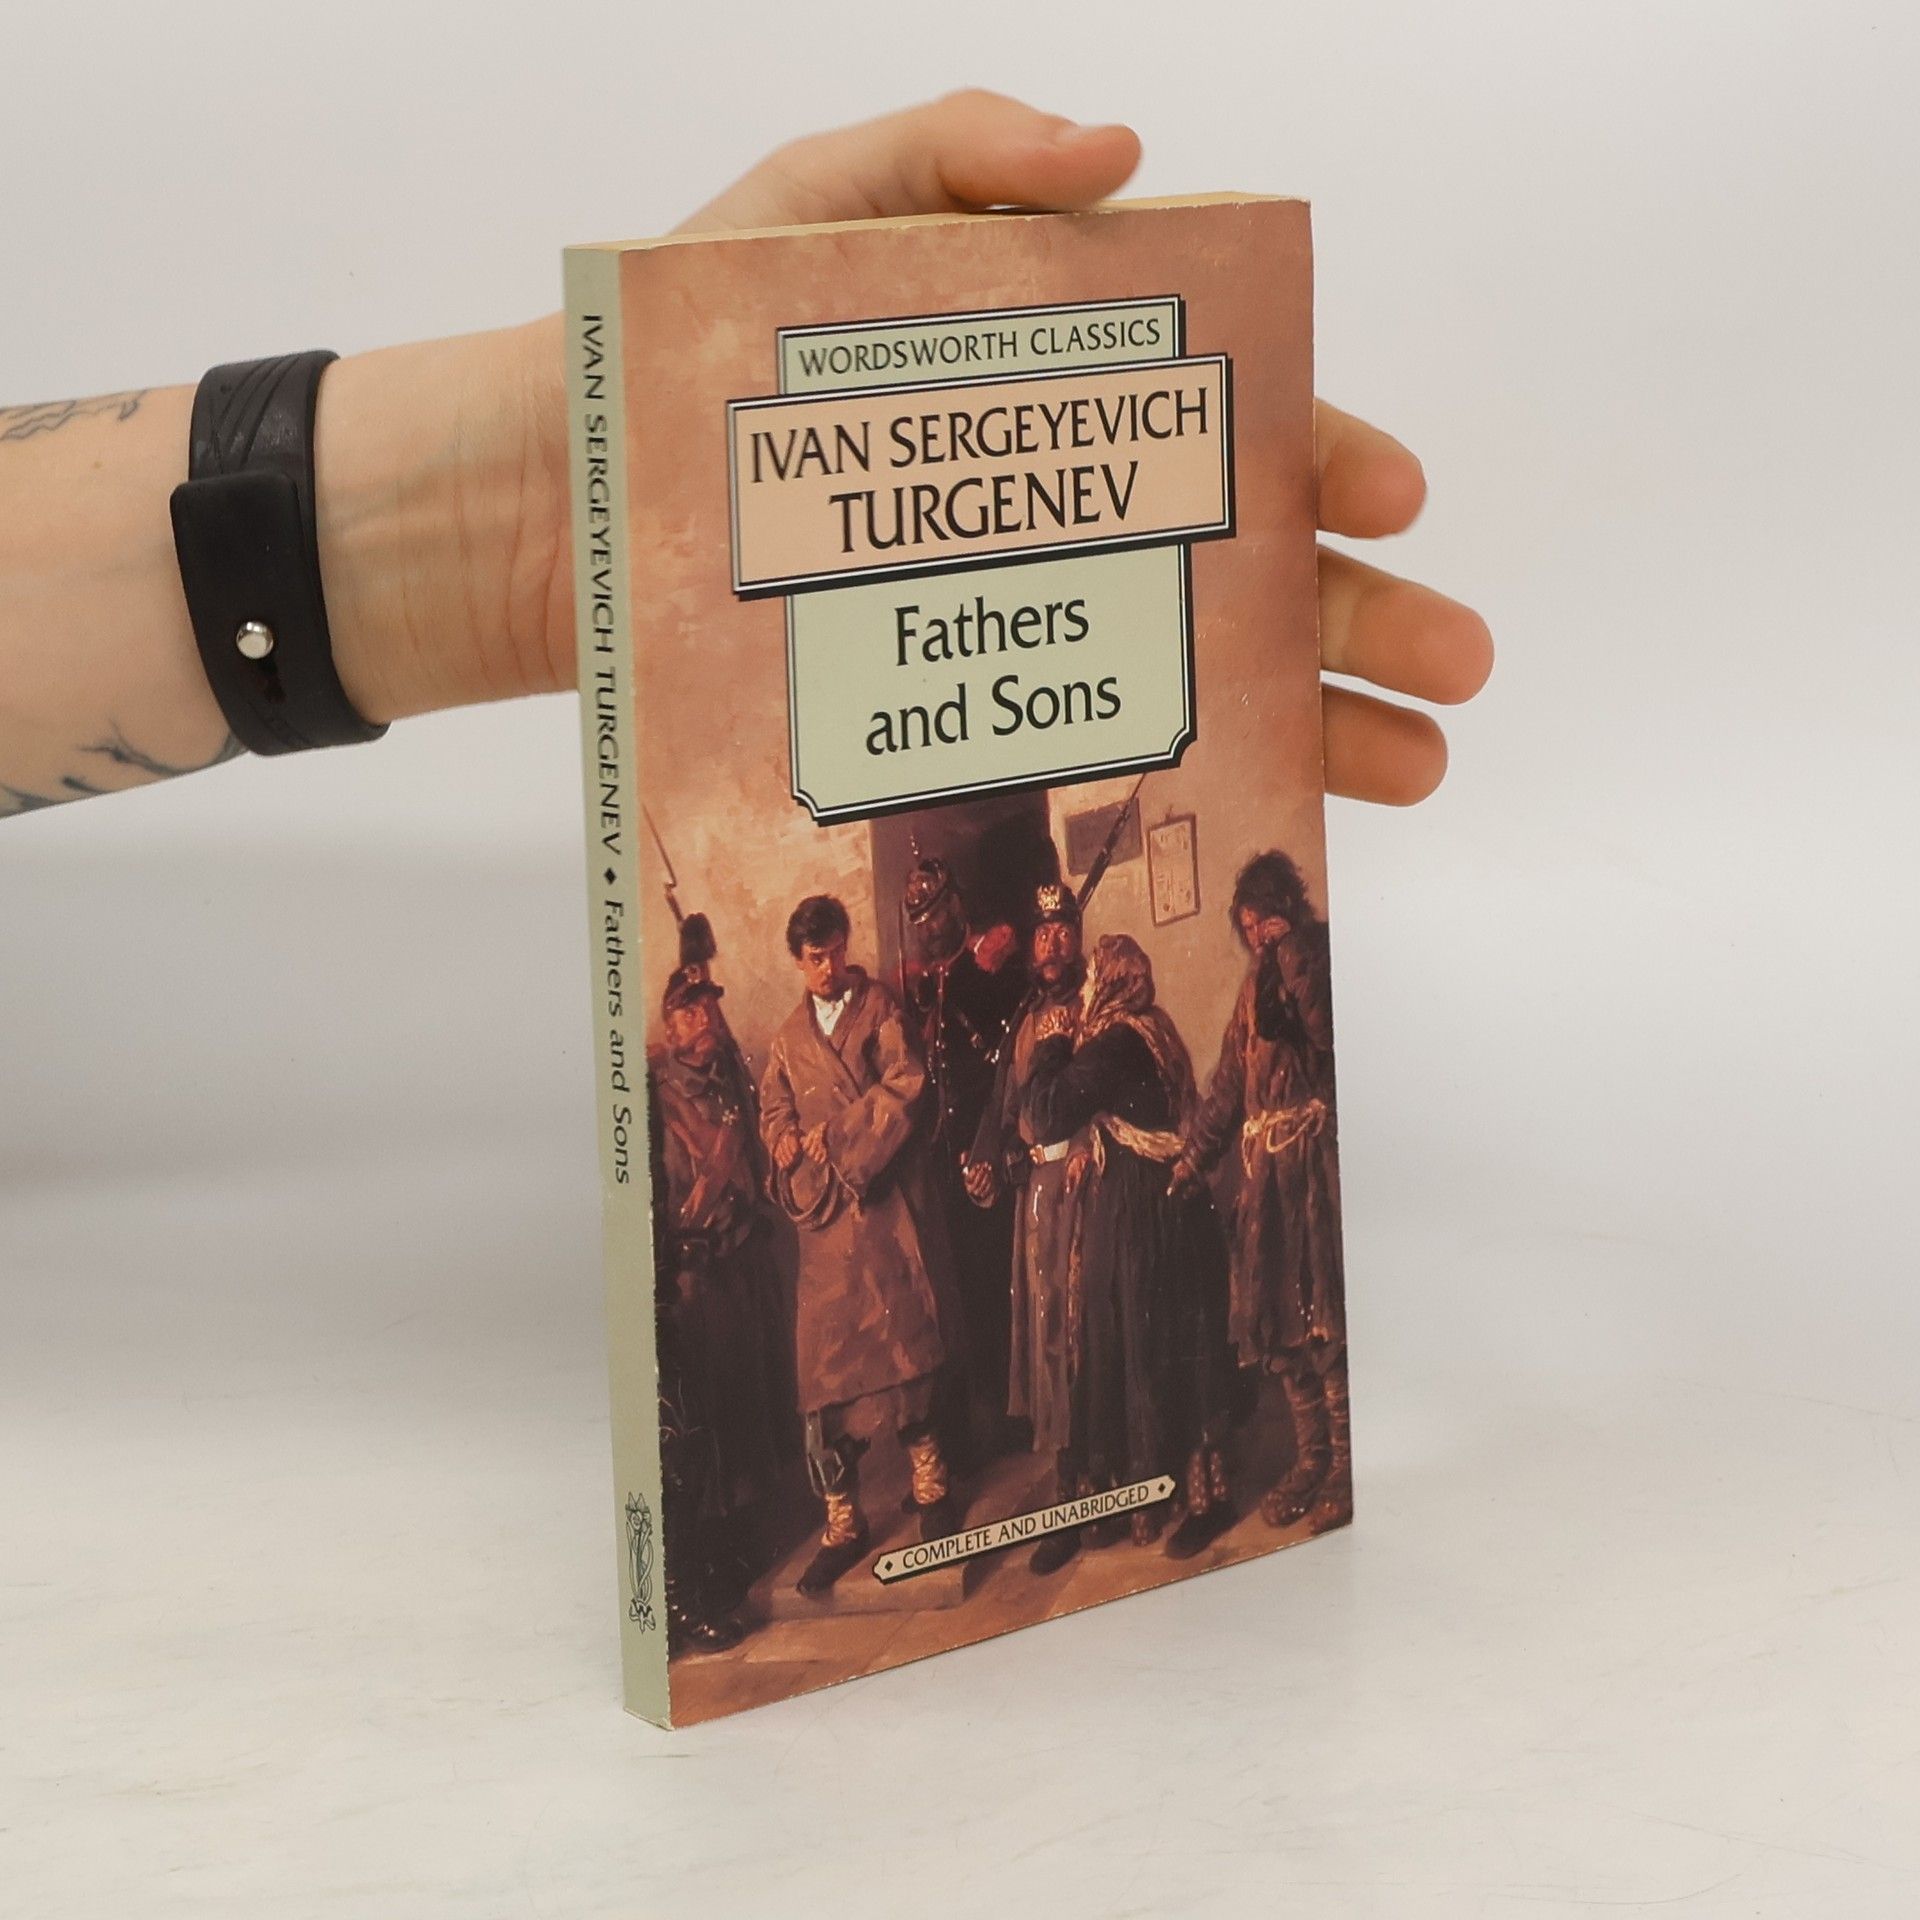 WORDSWORTH CLASSICS
IVAN SERGEYEVICH
TURGENEV
Fathers
and Sons
♦ COMPLETE AND UNABRIDGED ♦
IVAN SERGEYEVICH TURGENEV ♦ Fathers and Sons